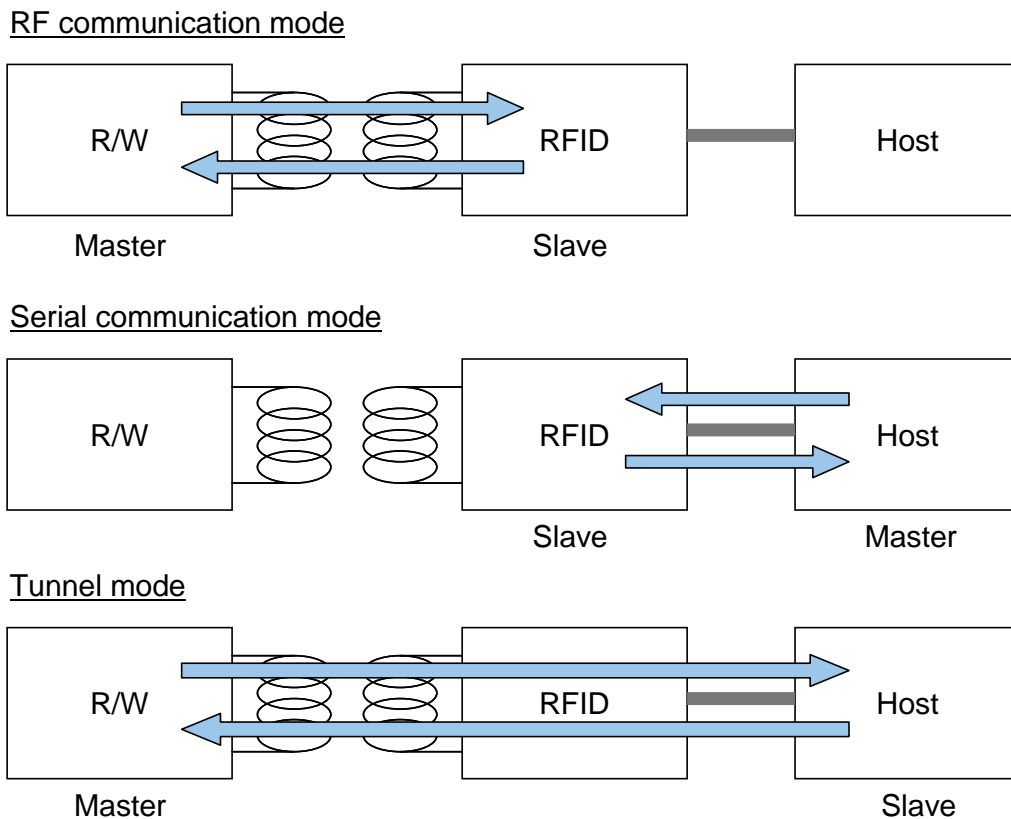 RF communication mode
R/W RFID Host
Master Slave
Serial communication mode
R/W RFID Host
Slave Master
Tunnel mode
R/W RFID Host
Master Slave